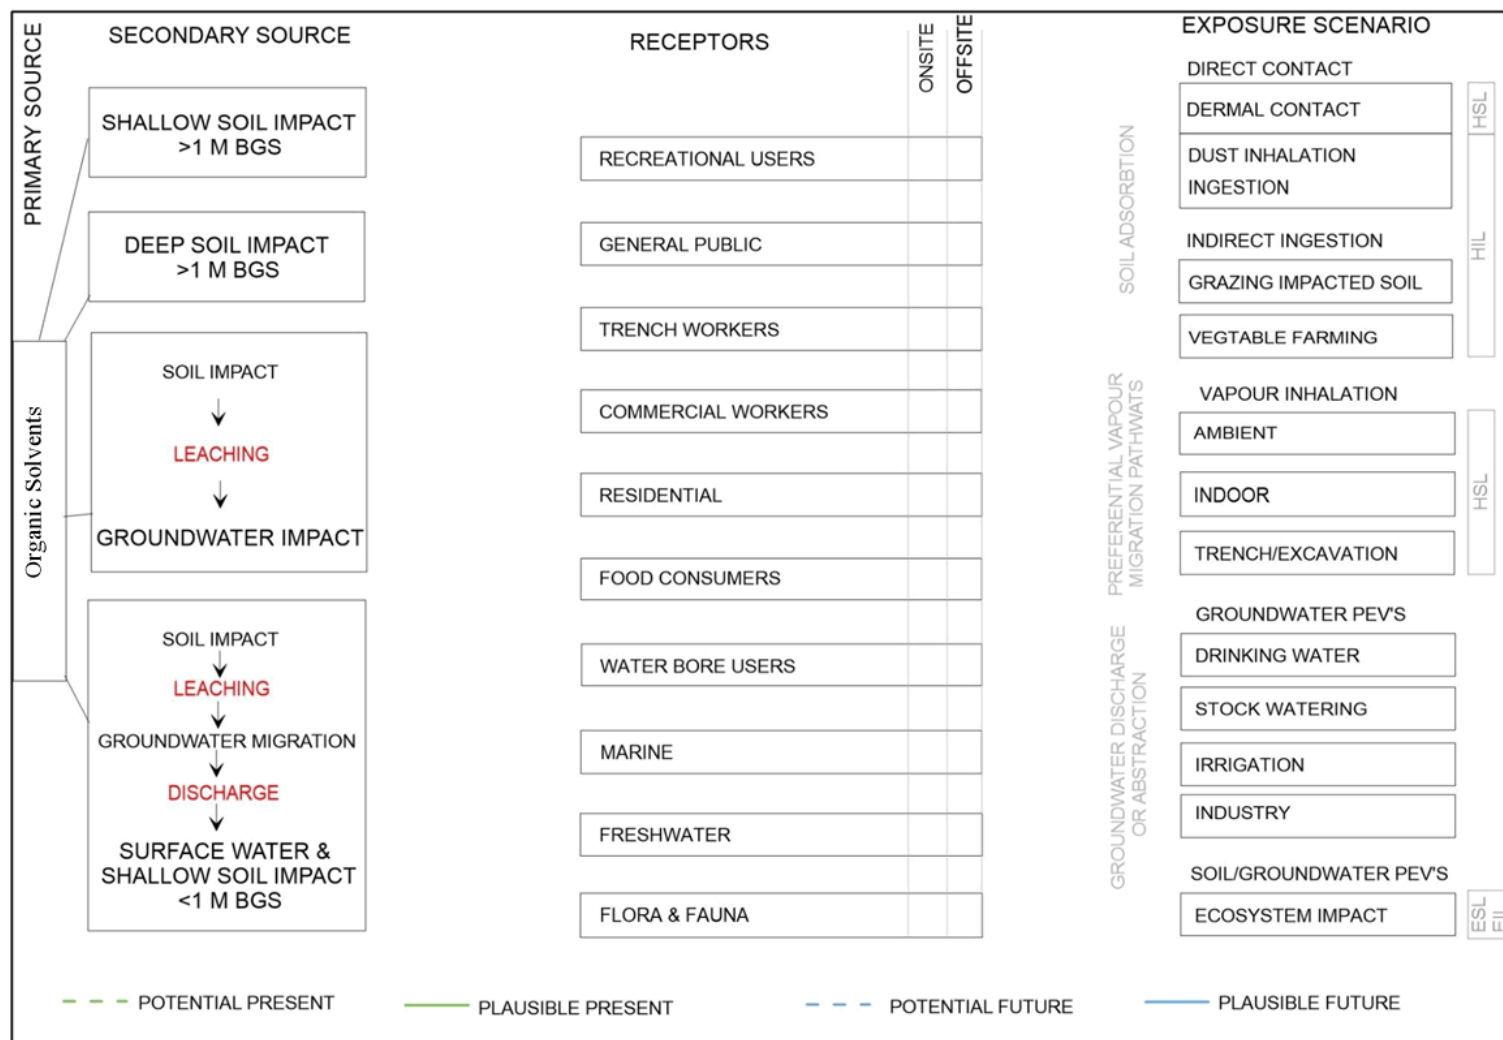 PRIMARY SOURCE
Organic Solvents
SECONDARY SOURCE
SHALLOW SOIL IMPACT
>1 M BGS
DEEP SOIL IMPACT
>1 M BGS
SOIL IMPACT
LEACHING
GROUNDWATER IMPACT
SOIL IMPACT
LEACHING
GROUNDWATER MIGRATION
DISCHARGE
SURFACE WATER &
SHALLOW SOIL IMPACT
<1 M BGS
RECEPTORS
ONSITE
OFFSITE
RECREATIONAL USERS
GENERAL PUBLIC
TRENCH WORKERS
COMMERCIAL WORKERS
RESIDENTIAL
FOOD CONSUMERS
WATER BORE USERS
MARINE
FRESHWATER
FLORA & FAUNA
SOIL ADSORBTION
PREFERENTIAL VAPOUR
MIGRATION PATHWATS
GROUNDWATER DISCHARGE
OR ABSTRACTION
EXPOSURE SCENARIO
DIRECT CONTACT
DERMAL CONTACT
HSL
DUST INHALATION
INGESTION
INDIRECT INGESTION
HIL
GRAZING IMPACTED SOIL
VEGTABLE FARMING
VAPOUR INHALATION
AMBIENT
INDOOR
HSL
TRENCH/EXCAVATION
GROUNDWATER PEV'S
DRINKING WATER
STOCK WATERING
IRRIGATION
INDUSTRY
SOIL/GROUNDWATER PEV'S
ECOSYSTEM IMPACT
ESL
POTENTIAL PRESENT
PLAUSIBLE PRESENT
POTENTIAL FUTURE
PLAUSIBLE FUTURE